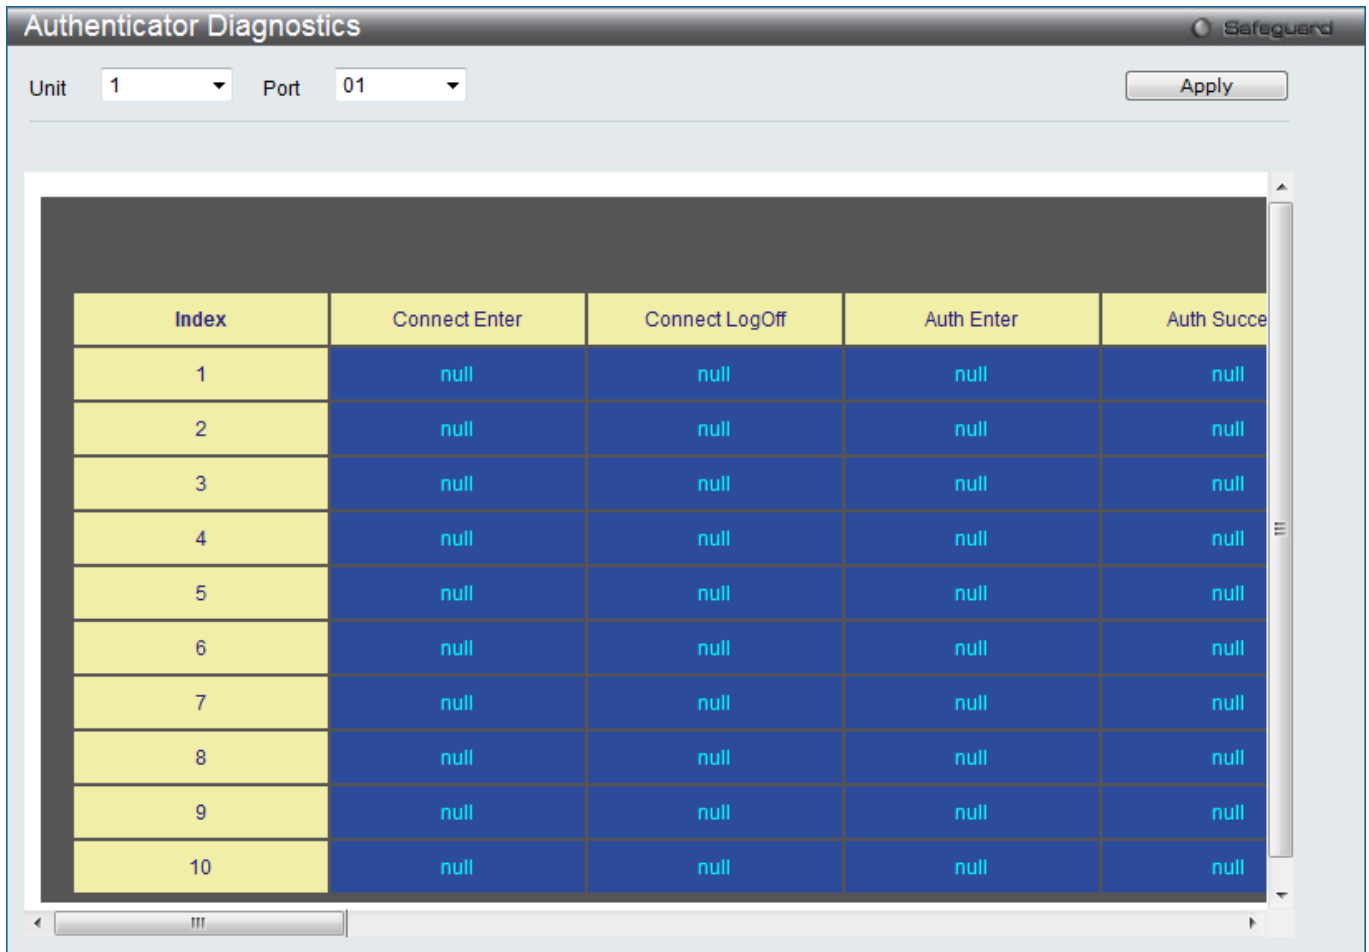 Authenticator Diagnostics Safeguard
Unit 1 Port 01 Apply
Index Connect Enter Connect LogOff Auth Enter Auth Succe
1 null null null null
2 null null null null
3 null null null null
4 null null null null
5 null null null null
6 null null null null
7 null null null null
8 null null null null
9 null null null null
10 null null null null